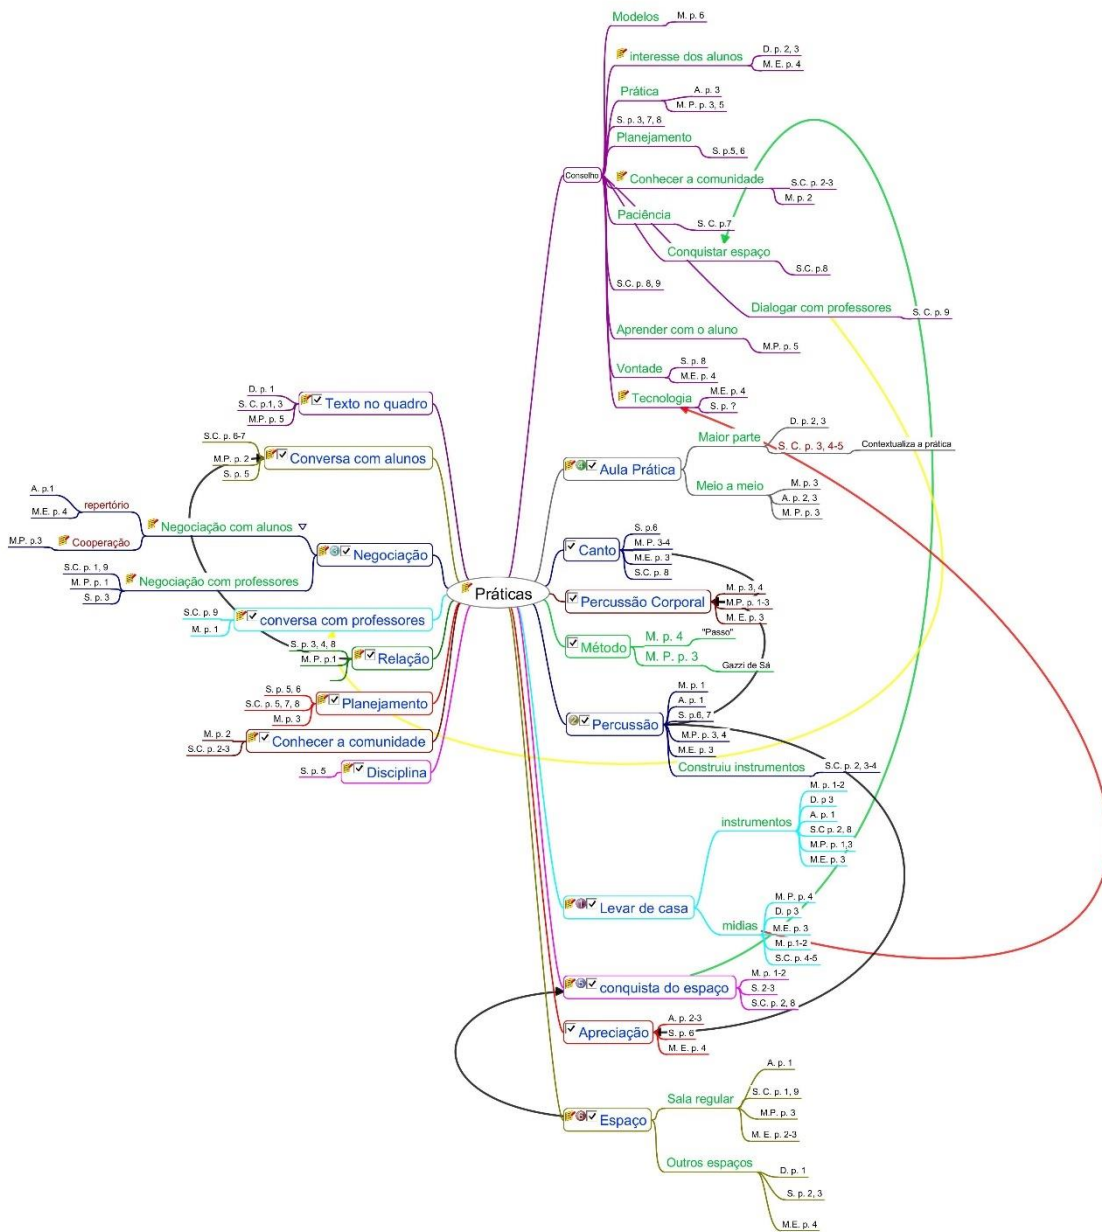 Práticas
Conselho
Modelos
M. p. 6
interesse dos alunos
D. p. 2, 3
M. E. p. 4
Prática
A. p. 3
M. P. p. 3, 5
S. p. 3, 7, 8
Planejamento
S. p.5, 6
Conhecer a comunidade
S.C. p. 2-3
M. p. 2
Paciência
S. C. p.7
Conquistar espaço
S.C. p.8
S.C. p. 8, 9
Dialogar com professores
S. C. p. 9
Aprender com o aluno
M.P. p. 5
Vontade
S. p. 8
M.E. p. 4
Tecnologia
M.E. p. 4
S. p. ?
Aula Prática
Maior parte
D. p. 2, 3
S. C. p. 3, 4-5
Contextualiza a prática
Meio a meio
M. p. 3
A. p. 2, 3
M. P. p. 3
Canto
S. p.6
M. P. 3-4
M.E. p. 3
S.C. p. 8
Percussão Corporal
M. p. 3, 4
M.P. p. 1-3
M. E. p. 3
Método
M. p. 4
"Passo"
M. P. p. 3
Gazzi de Sá
Percussão
M. p. 1
A. p. 1
S. p.6, 7
M.P. p. 3, 4
M.E. p. 3
Construiu instrumentos
S.C. p. 2, 3-4
Levar de casa
instrumentos
M. p. 1-2
D. p 3
A. p. 1
S.C p. 2, 8
M.P. p. 1,3
M.E. p. 3
midias
M. P. p. 4
D. p 3
M.E. p. 3
M. p.1-2
S.C. p. 4-5
conquista do espaço
M. p. 1-2
S. 2-3
S.C. p. 2, 8
Apreciação
A. p. 2-3
S. p. 6
M. E. p. 4
Espaço
Sala regular
A. p. 1
S. C. p. 1, 9
M.P. p. 3
M. E. p. 2-3
Outros espaços
D. p. 1
S. p. 2, 3
M.E. p. 4
Texto no quadro
D. p. 1
S. C. p.1, 3
M.P. p. 5
Conversa com alunos
S.C. p. 6-7
M.P. p. 2
S. p. 5
Negociação
Negociação com alunos
repertório
A. p.1
M.E. p. 4
Cooperação
M.P. p.3
Negociação com professores
S.C. p. 1, 9
M. P. p. 1
S. p. 3
conversa com professores
S.C. p. 9
M. p. 1
Relação
S. p. 3, 4, 8
M. P. p.1
Planejamento
S. p. 5, 6
S.C. p. 5, 7, 8
M. p. 3
Conhecer a comunidade
M. p. 2
S.C. p. 2-3
Disciplina
S. p. 5